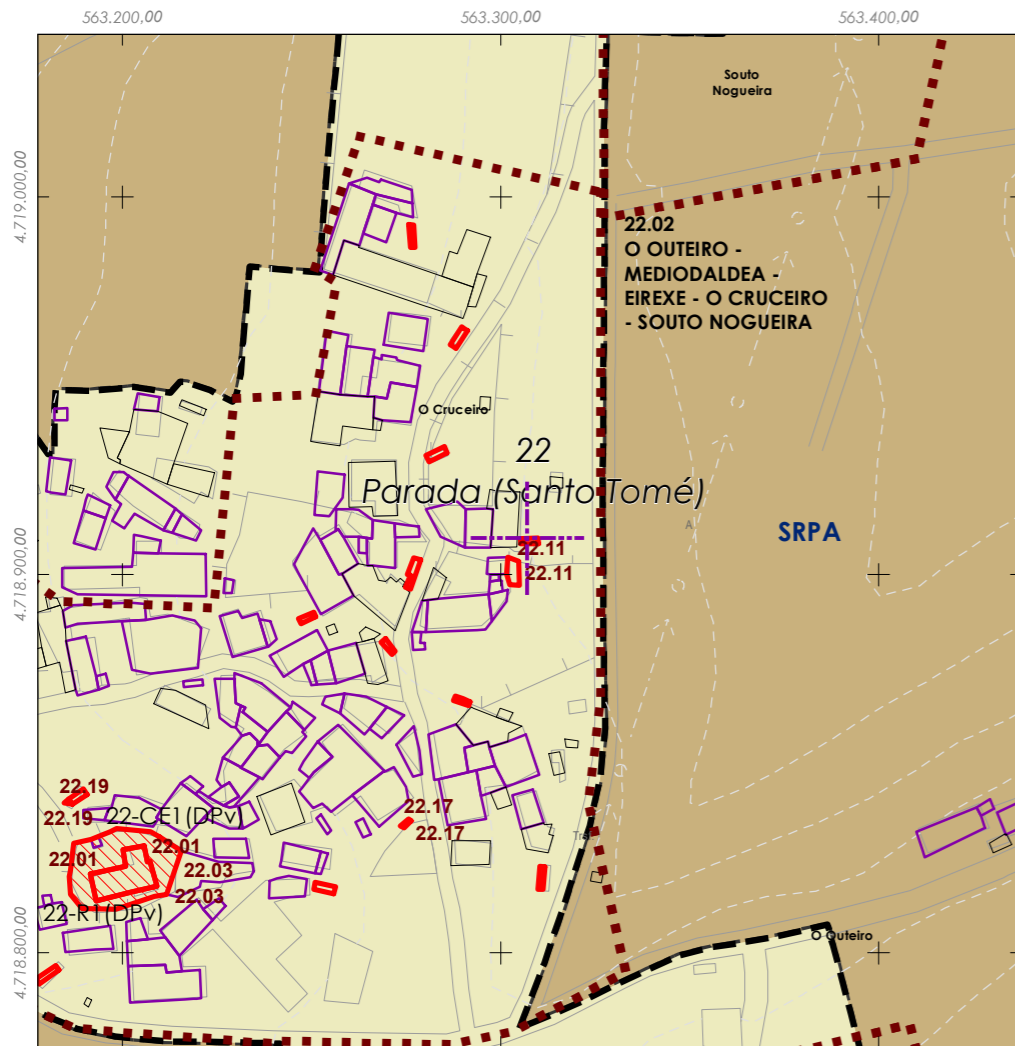 563.200,00
563.300,00
563.400,00
Souto
Nogueira
4.719.000,00
22.02
O OUTEIRO -
MEDIODALDEA -
EIREXE - O CRUCEIRO
- SOUTO NOGUEIRA
O Cruceiro
22
Parada (Santo Tomé)
A
SRPA
22.11
22.11
4.718.900,00
22.19
22.19
22-CE1(DPv)
22.17
22.17
22.01
22.01
22.03
22.03
22-R1(DPv)
O Outeiro
4.718.800,00